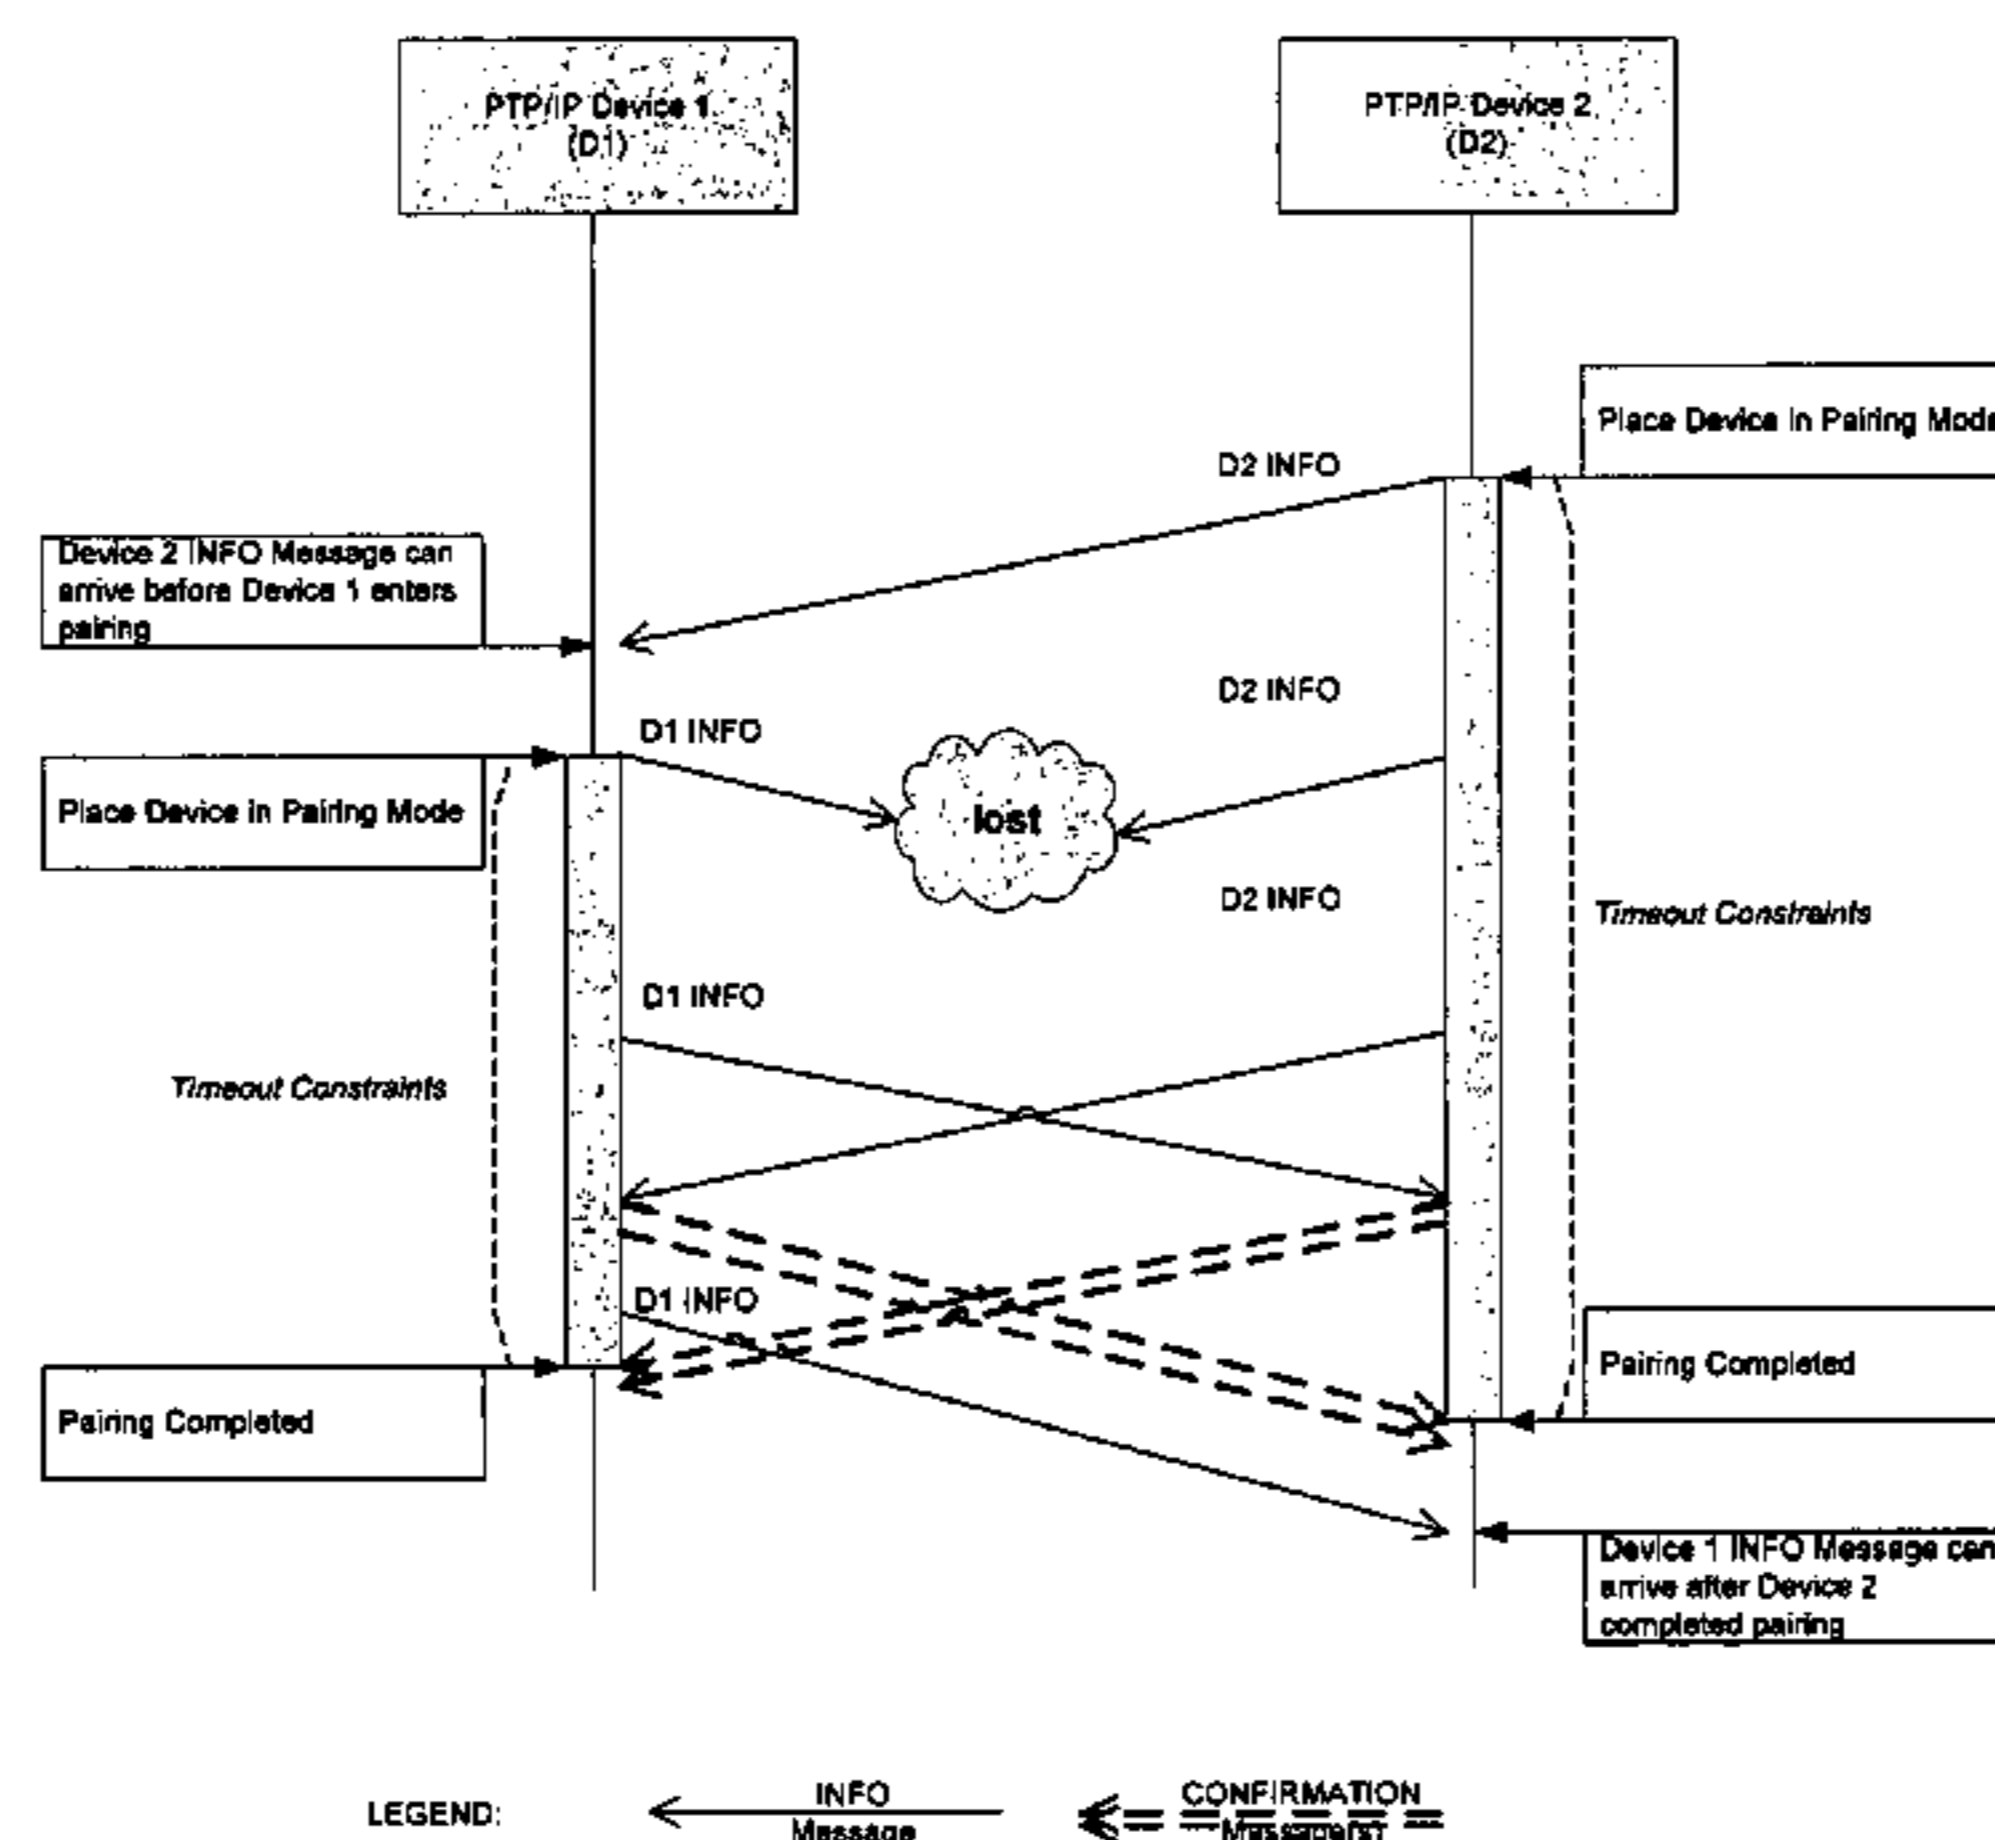 PTP/IP Device 1
(D1)
PTP/IP Device 2
(D2)
Place Device in Pairing Mode
D2 INFO
Device 2 INFO Message can
arrive before Device 1 enters
pairing
D2 INFO
D1 INFO
Place Device in Pairing Mode
lost
D2 INFO
Timeout Constraints
D1 INFO
Timeout Constraints
D1 INFO
Pairing Completed
Pairing Completed
Device 1 INFO Message can
arrive after Device 2
completed pairing
LEGEND:
INFO
Message
CONFIRMATION
Message(s)